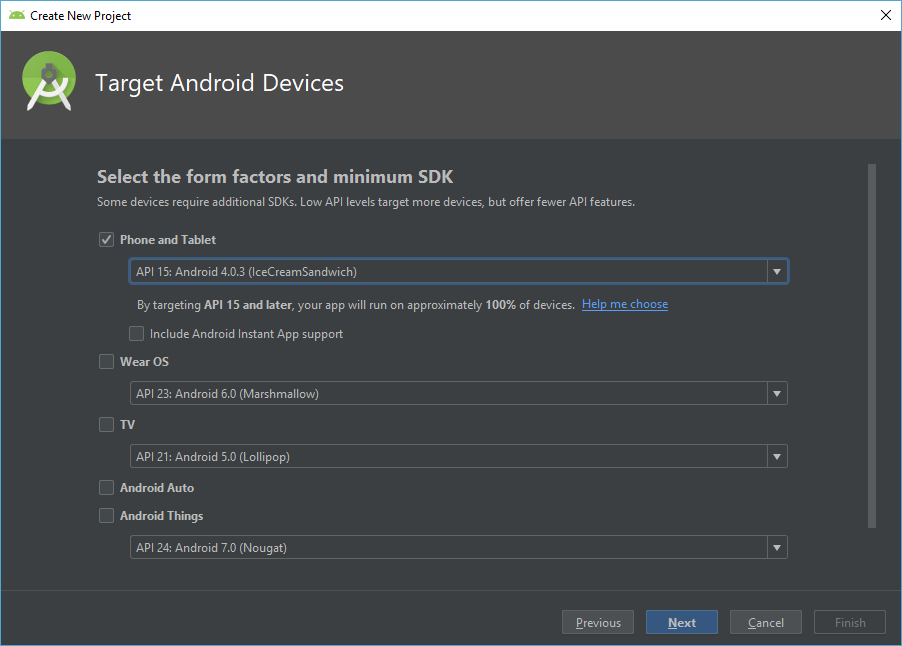 Create New Project
Target Android Devices
Select the form factors and minimum SDK
Some devices require additional SDKs. Low API levels target more devices, but offer fewer API features.
Phone and Tablet
API 15: Android 4.0.3 (IceCreamSandwich)
By targeting API 15 and later, your app will run on approximately 100% of devices. Help me choose
Include Android Instant App support
Wear OS
API 23: Android 6.0 (Marshmallow)
TV
API 21: Android 5.0 (Lollipop)
Android Auto
Android Things
API 24: Android 7.0 (Nougat)
Previous Next Cancel Finish